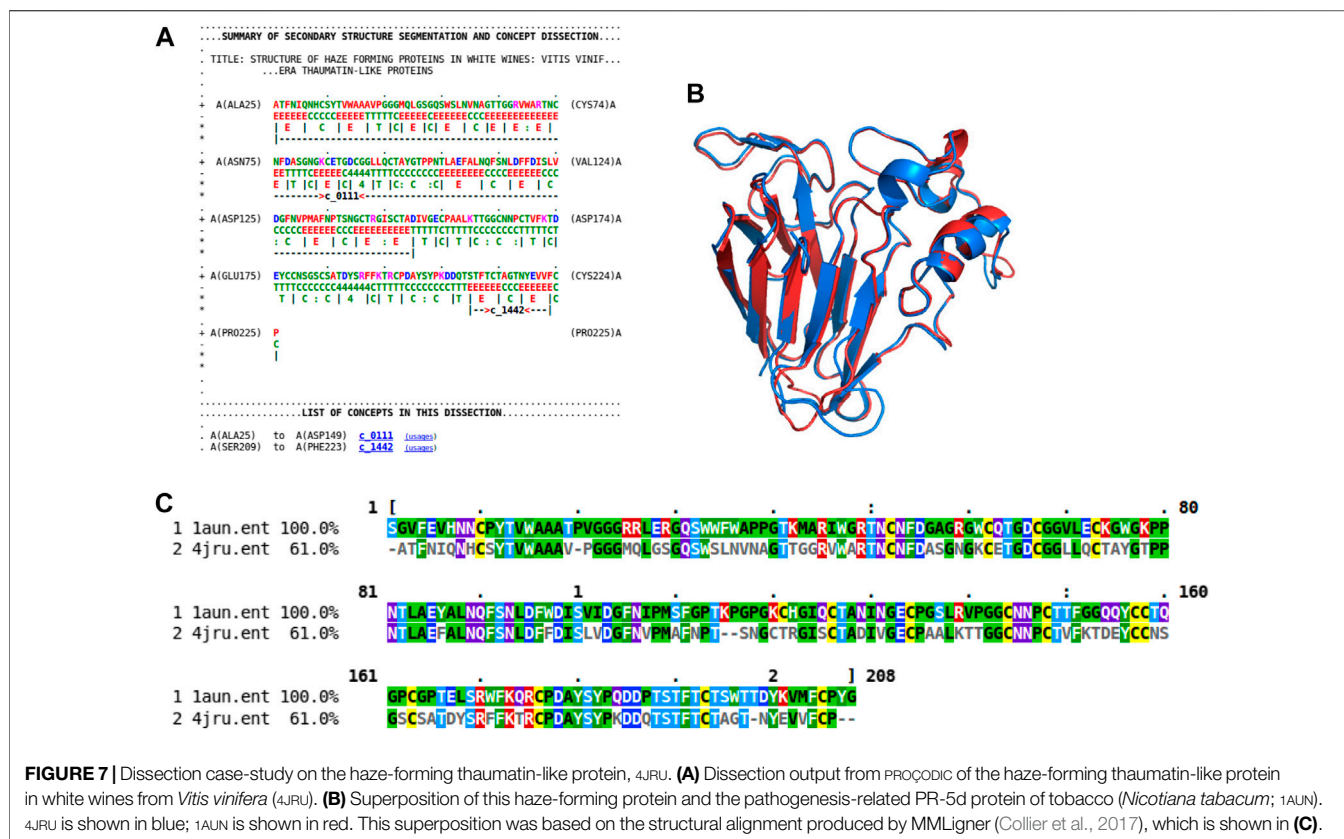 A
....SUMMARY OF SECONDARY STRUCTURE SEGMENTATION AND CONCEPT DISSECTION....
. TITLE: STRUCTURE OF HAZE FORMING PROTEINS IN WHITE WINES: VITIS VINIF...
. ...ERA THAUMATIN-LIKE PROTEINS
+ A(ALA25) ATFNIQNHCSYTVWAAAVPGGGMQLGSGQSWSLNVNAGTTGGRVWARTNC (CYS74)A
- EEEEEECCCCCEEEEETTTTTCEEEEECEEEEEECCCEEEEEEEEEEEEEE
* | E | C | E | T |C| E |C|E | C|E | E : E |
* |---------------------------------------------------
+ A(ASN75) NFDASGNGKCETGDCGGLLQCTAYGTPPNTLAEFALNQFSNLDFFDISLV (VAL124)A
- EETTTTCEEEEEC4444TTTTCCCCCCCCEEEEEEEECCCCEEEEEECCC
* E |T |C| E |C| 4 |T |C: C :C| E | C | E | C
* -------->c_0111<------------------------------------
+ A(ASP125) DGFNVPMAFNPTSNGCTRGISCTADIVGECPAALKTTGGCNNPCTVFKTD (ASP174)A
- CCCCCEEEEEECCCEEEEEEEEEETTTTTCTTTTTCCCCCCCCCTTTTCT
* : C | E | C| E : E | T |C| T |C: C :| T |C|
* -------------------------|
+ A(GLU175) EYCCNSGSCSATDYSRFFKTRCPDAYSYPKDDQTSTFTCTAGTNYEVVFC (CYS224)A
- TTTTCCCCCCC444444CTTTTTCCCCCCCCTTTEEEEEECCCEEEEEEC
* T | C : C | 4 |C| T | C : C |T | E |C| E |C
* |-->c_1442<---|
+ A(PRO225) P (PRO225)A
- C
* |
..................LIST OF CONCEPTS IN THIS DISSECTION....................
. A(ALA25) to A(ASP149) c_0111 (usages)
. A(SER209) to A(PHE223) c_1442 (usages)
B
C
1 [ . . . . : . . . 80
1 1aun.ent 100.0% SGVFEVHNNCPYTVWAAATPVGGGRRLERGQSWWFWAPPGTKMARIWGRTNCNFDGAGRGWCQTGDCGGVLECKGWGKPP
2 4jru.ent 61.0% -ATFNIQNHCSYTVWAAAV-PGGGMQLGSGQSWSLNVNAGTTGGRVWARTNCNFDASGNGKCETGDCGGLLQCTAYGTPP
81 . 1 . . . . : . 160
1 1aun.ent 100.0% NTLAEYALNQFSNLDFWDISVIDGFNIPMSFGPTKPGPGKCHGIQCTANINGECPGSLRVPGGCNNPCTTFGGQQYCCTQ
2 4jru.ent 61.0% NTLAEFALNQFSNLDFFDISLVDGFNVPMAFNPT--SNGCTRGISCTADIVGECPAALKTTGGCNNPCTVFKTDEYCCNS
161 . . . 2 ] 208
1 1aun.ent 100.0% GPCGPTELSRWFKQRCPDAYSYPQDDPTSTFTCTSWTTDYKVMFCPYG
2 4jru.ent 61.0% GSCSATDYSRFFKTRCPDAYSYPKDDQTSTFTCTAGT-NYEVVFCP--
FIGURE 7 | Dissection case-study on the haze-forming thaumatin-like protein, 4JRU. (A) Dissection output from PROÇODIC of the haze-forming thaumatin-like protein
in white wines from Vitis vinifera (4JRU). (B) Superposition of this haze-forming protein and the pathogenesis-related PR-5d protein of tobacco (Nicotiana tabacum; 1AUN).
4JRU is shown in blue; 1AUN is shown in red. This superposition was based on the structural alignment produced by MMLigner (Collier et al., 2017), which is shown in (C).